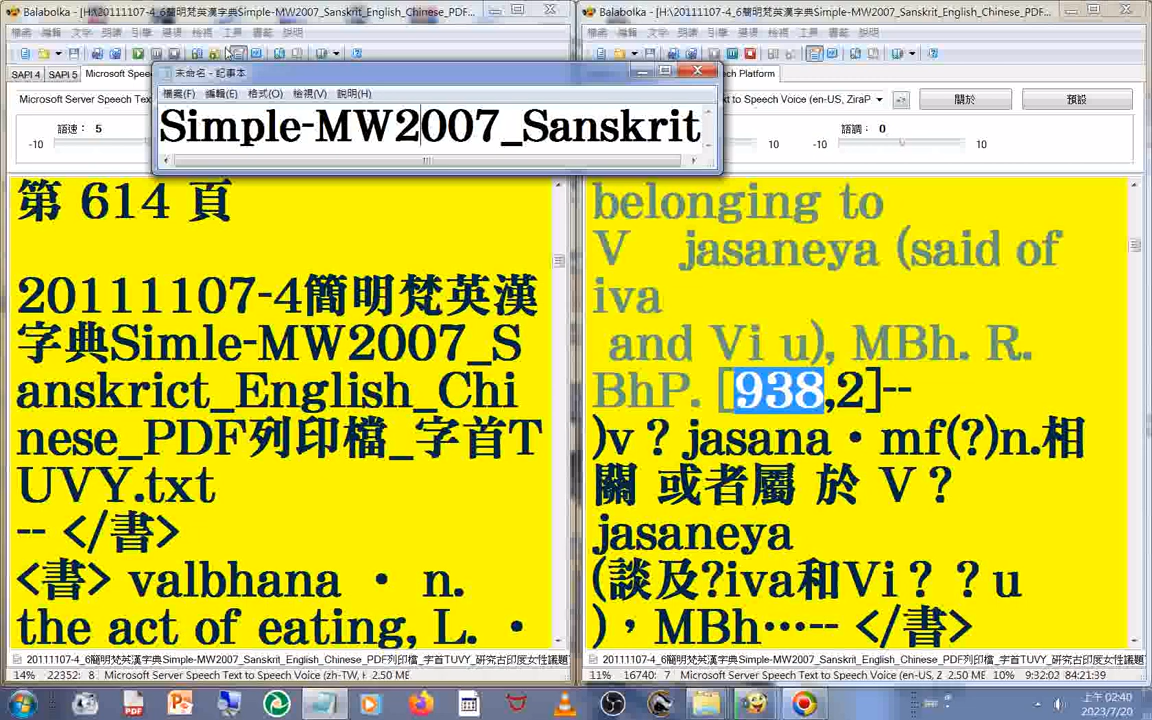 Balabolka - [H:\20111107-4_6簡明梵英漢字典Simple-MW2007_Sanskrit_English_Chinese_PDF...
SAPI 4
SAPI 5
Microsoft Spee
Microsoft Server Speech Text t
語速： 5
-10
第 614 頁
20111107-4簡明梵英漢
字典Simle-MW2007_S
anskrict_English_Chi
nese_PDF列印檔_字首T
UVY.txt
-- </書>
<書> valbhana ‧ n.
the act of eating, L. ‧
20111107-4_6簡明梵英漢字典Simple-MW2007_Sanskrit_English_Chinese_PDF列印檔_字首TUVY_研究古印度女性議題
14%
22352: 8
Microsoft Server Speech Text to Speech Voice (zh-TW, H
2.50 ME
未命名 - 記事本
檔案(F) 編輯(E) 格式(O) 檢視(V) 說明(H)
Simple-MW2007_Sanskrit
Balabolka - [H:\20111107-4_6簡明梵英漢字典Simple-MW2007_Sanskrit_English_Chinese_PDF...
ch Platform
t to Speech Voice (en-US, ZiraP
關於
預設
10
語調： 0
-10
10
belonging to
V jasaneya (said of
iva
and Vi u), MBh. R.
BhP. [938,2]--
)v？jasana‧mf(?)n.相
關 或者屬 於 V？
jasaneya
(談及?iva和Vi？？u
)，MBh…-- </書>
20111107-4_6簡明梵英漢字典Simple-MW2007_Sanskrit_English_Chinese_PDF列印檔_字首TUVY_研究古印度女性議題
11%
16740: 7
Microsoft Server Speech Text to Speech Voice (en-US, Z
2.50 ME
10%
9:32:02
84:21:39
上午 02:40
2023/7/20